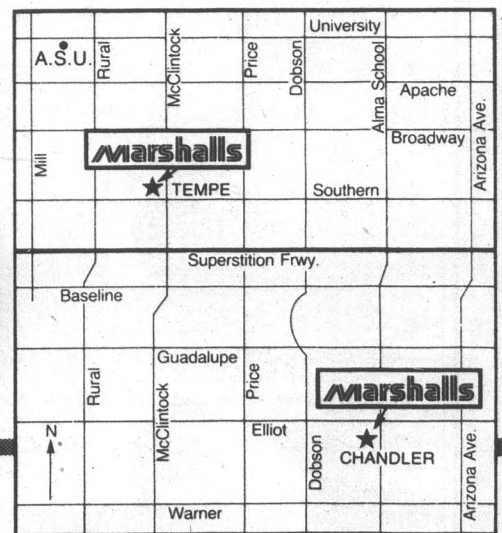 University
A.S.U.
Rural
McClintock
Price
Dobson
Alma School
Apache
Arizona Ave.
Broadway
Marshalls
Mill
TEMPE
Southern
Superstition Frwy.
Baseline
Guadalupe
Rural
McClintock
Price
Marshalls
N
Elliot
Dobson
CHANDLER
Arizona Ave.
Warner